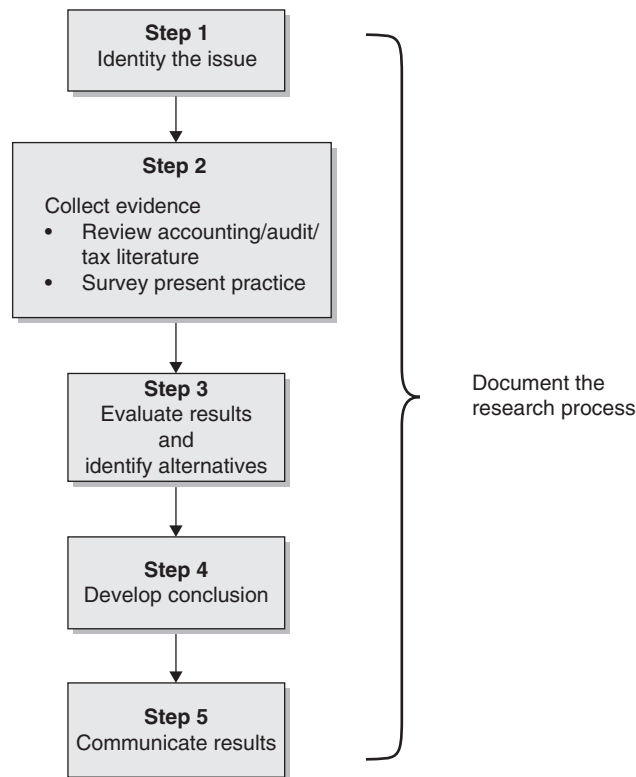 Step 1
Identity the issue
Step 2
Collect evidence
• Review accounting/audit/
tax literature
• Survey present practice
Step 3
Evaluate results
and
identify alternatives
Step 4
Develop conclusion
Step 5
Communicate results
Document the
research process